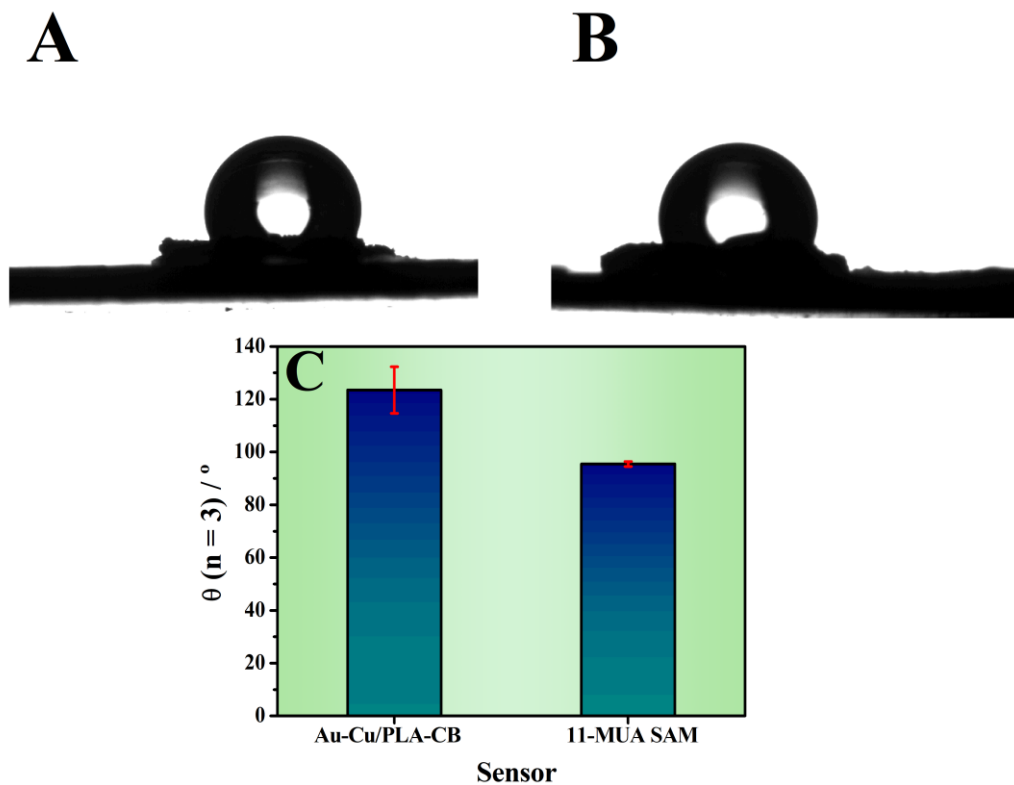 A
B
C
140
120
100
80
60
40
20
0
θ (n = 3) / º
Au-Cu/PLA-CB
11-MUA SAM
Sensor